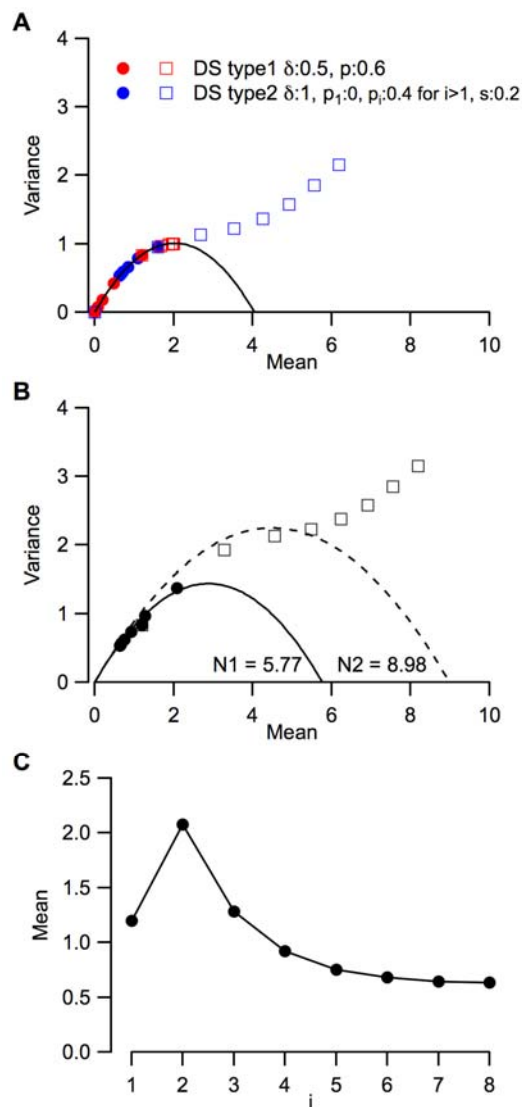 A
4
3
2
1
0
Variance
DS type1 δ:0.5, p:0.6
DS type2 δ:1, p₁:0, pᵢ:0.4 for i>1, s:0.2
0 2 4 6 8 10
Mean
B
4
3
2
1
0
Variance
N1 = 5.77 N2 = 8.98
0 2 4 6 8 10
Mean
C
2.5
2.0
1.5
1.0
0.5
0.0
Mean
1 2 3 4 5 6 7 8
i